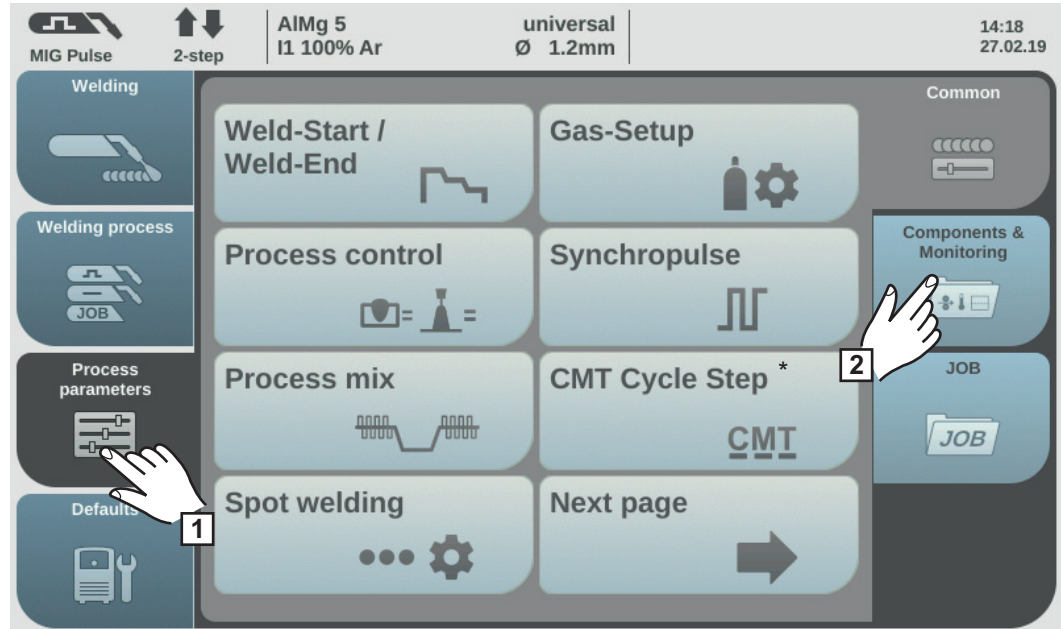 MIG Pulse
2-step
AlMg 5
I1 100% Ar
universal
Ø 1.2mm
14:18
27.02.19
Welding
Welding process
JOB
Process
parameters
1
Defaults
Weld-Start /
Weld-End
Gas-Setup
Process control
Synchropulse
Process mix
CMT Cycle Step *
CMT
Spot welding
Next page
Common
Components &
Monitoring
2
JOB
JOB